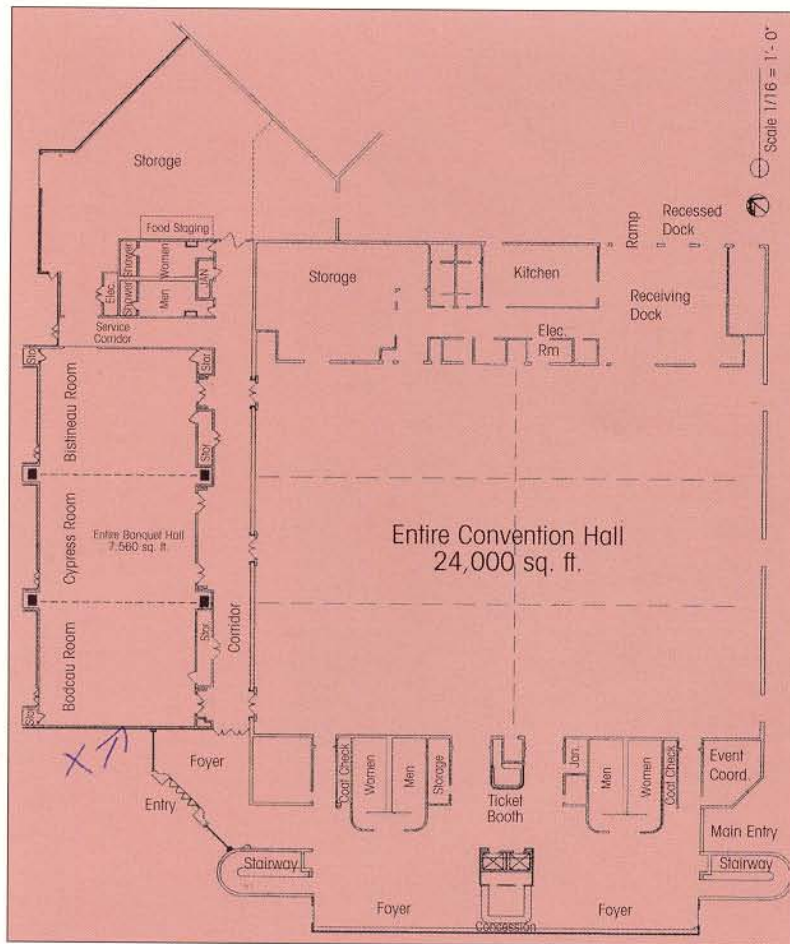 Scale 1/16 = 1'- 0"
Storage
Food Staging
Shower
Women
JAN
Shower
Men
Elec.
Service
Corridor
Ramp
Recessed
Dock
Storage
Kitchen
Receiving
Dock
Elec.
Rm
Stor
Stor
Bistineau Room
Stor
Cypress Room
Entire Banquet Hall
7,560 sq. ft.
Entire Convention Hall
24,000 sq. ft.
Bodcau Room
Stor.
Corridor
Stor
X
Foyer
Entry
Coat Check
Women
Men
Storage
Ticket
Booth
Jan.
Men
Women
Coat Check
Event
Coord.
Main Entry
Stairway
Stairway
Foyer
Foyer
Concession